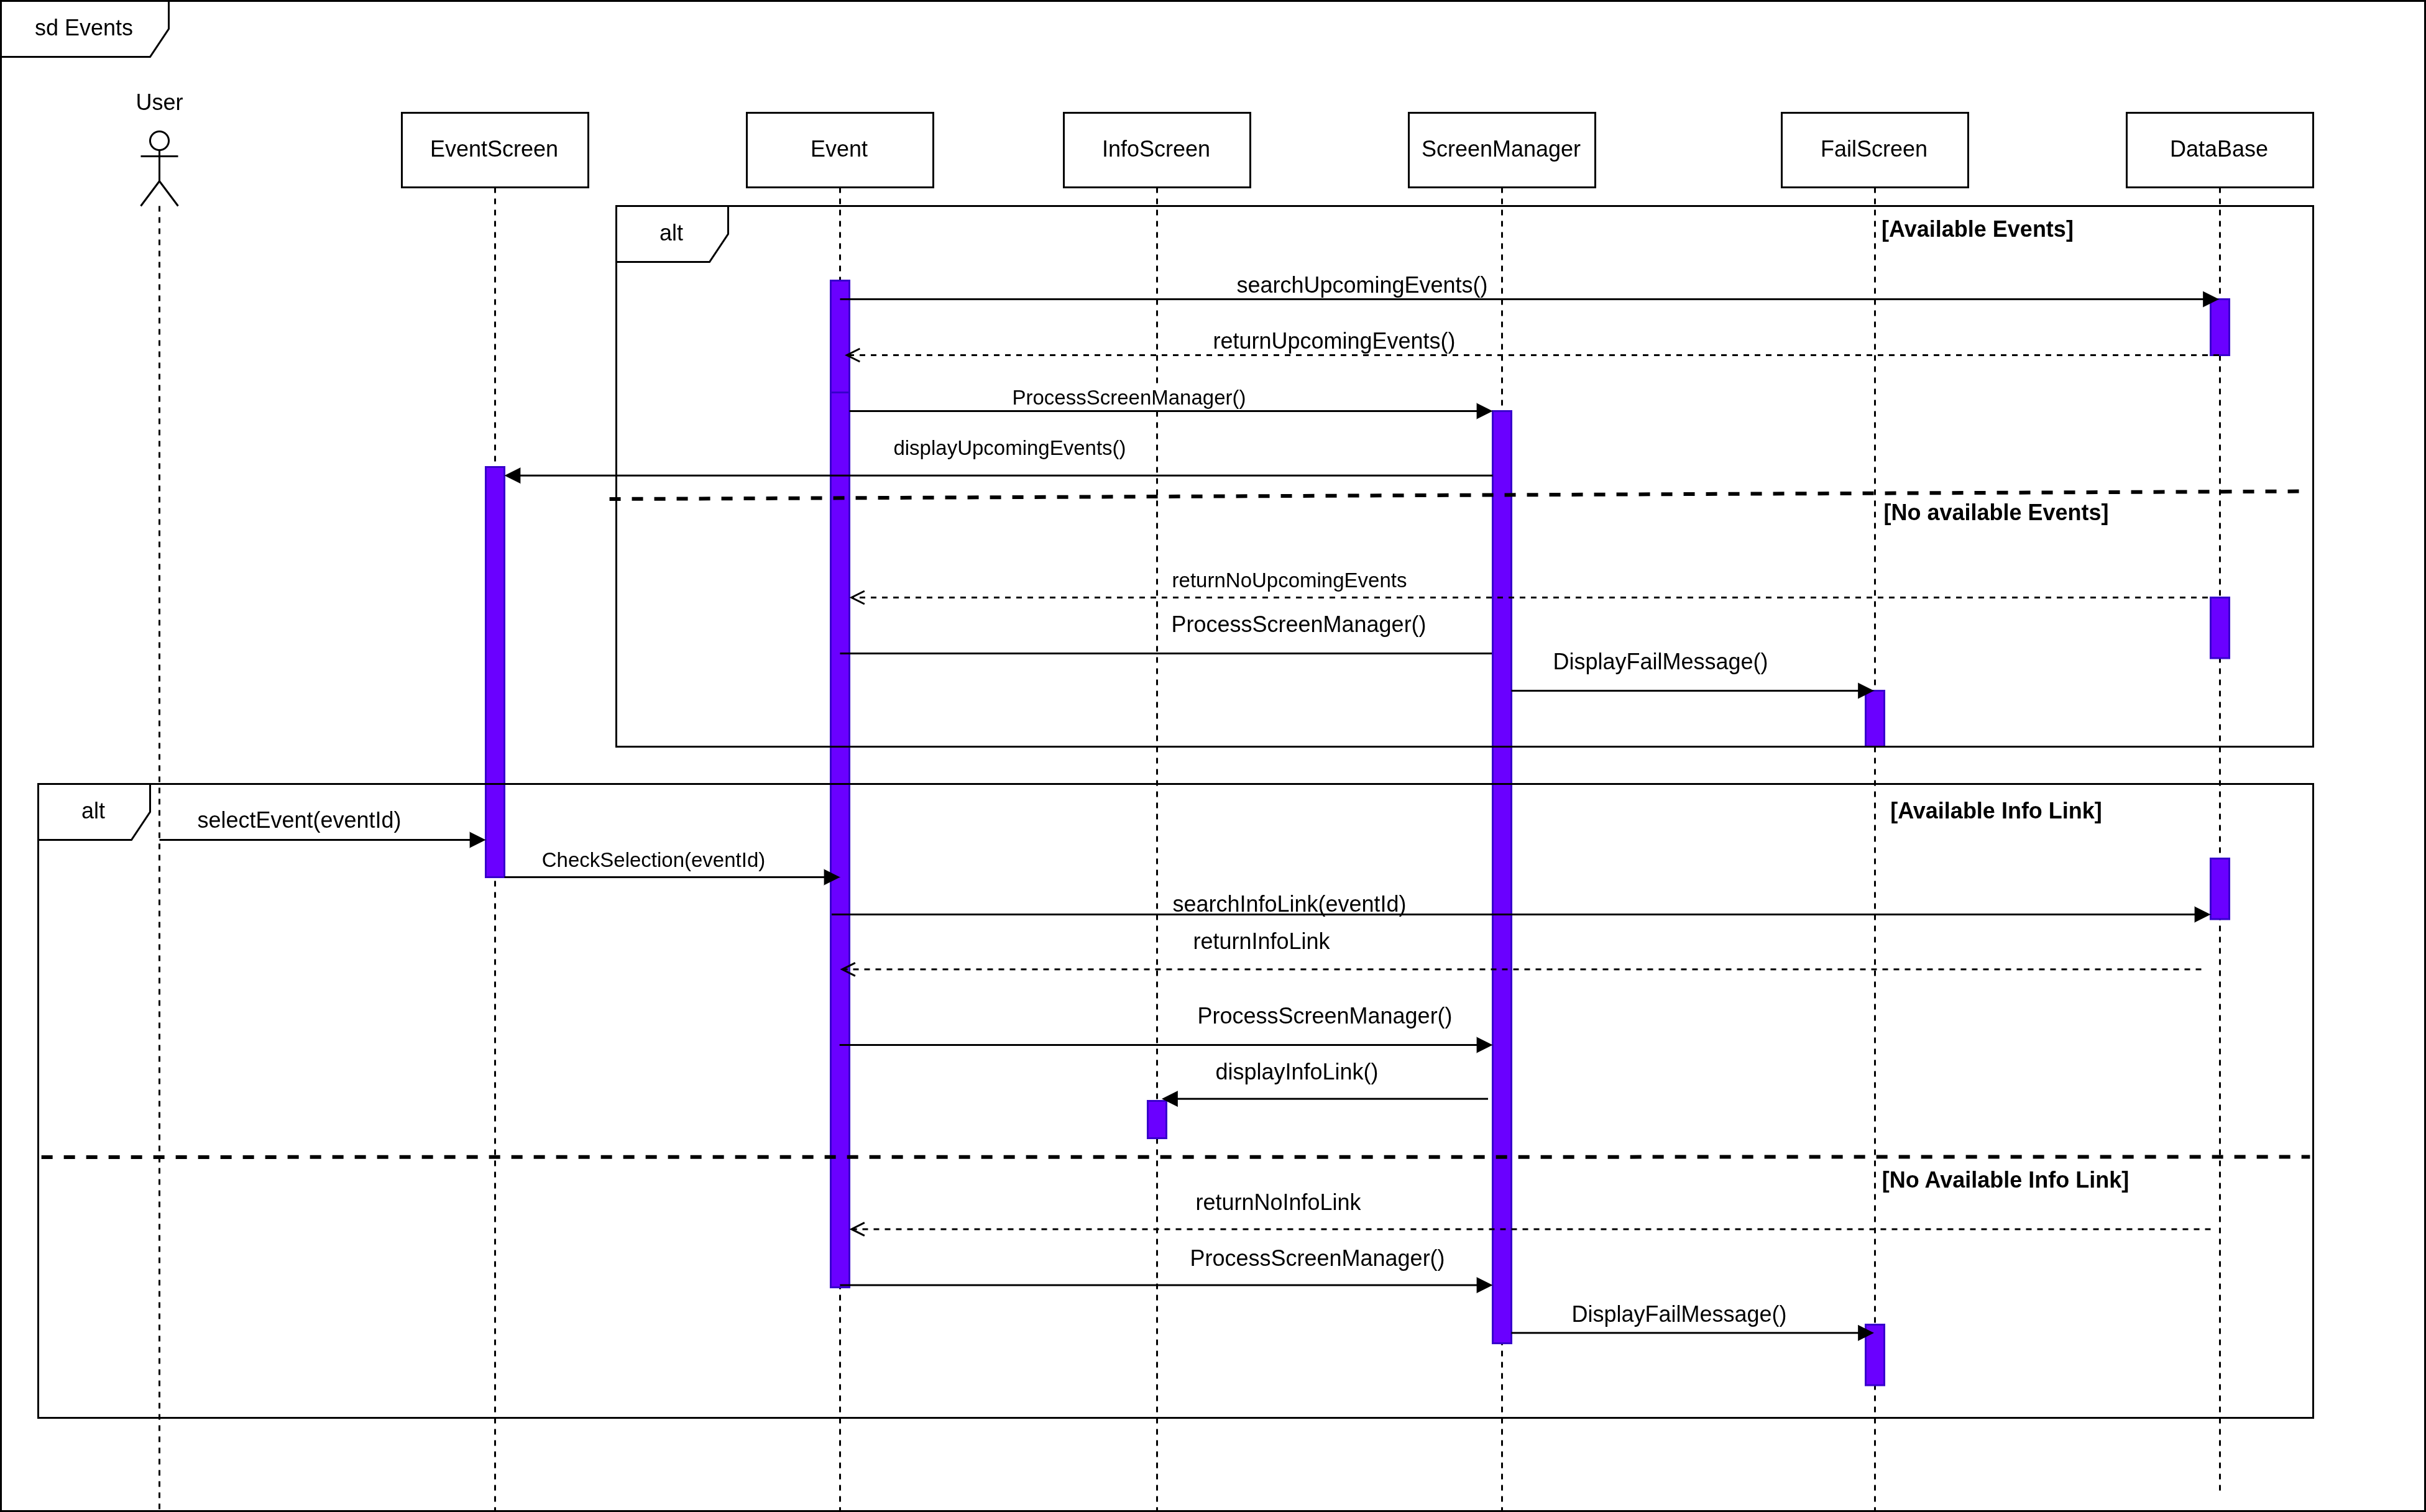 sd Events
User
EventScreen
Event
InfoScreen
ScreenManager
FailScreen
DataBase
alt
[Available Events]
searchUpcomingEvents()
returnUpcomingEvents()
ProcessScreenManager()
displayUpcomingEvents()
[No available Events]
returnNoUpcomingEvents
ProcessScreenManager()
DisplayFailMessage()
alt
[Available Info Link]
selectEvent(eventId)
CheckSelection(eventId)
searchInfoLink(eventId)
returnInfoLink
ProcessScreenManager()
displayInfoLink()
[No Available Info Link]
returnNoInfoLink
ProcessScreenManager()
DisplayFailMessage()